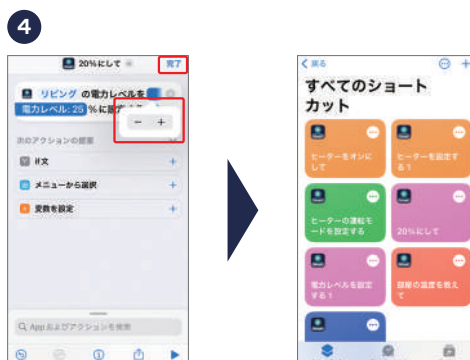 4
20%にして
完了
リビング の電力レベルを
電力レベル: 25 %に設定する
− +
次のアクションの提案
if文
メニューから選択
変数を設定
App およびアクションを検索
戻る
すべてのショート
カット
ヒーターをオンに
して
ヒーターを設定す
る 1
ヒーターの運転モ
ードを設定する
20%にして
電力レベルを設定
する 1
部屋の温度を教え
て